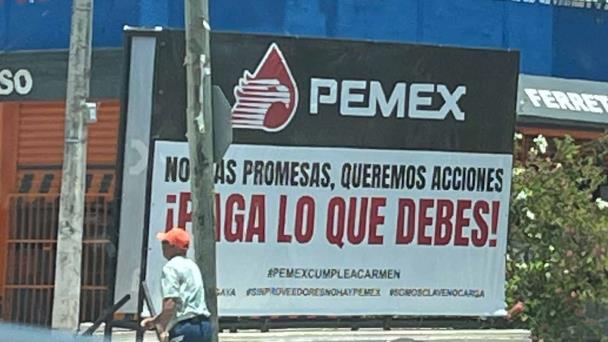 SO
PEMEX
FERRET
NO MAS PROMESAS, QUEREMOS ACCIONES
¡PAGA LO QUE DEBES!
#PEMEXCUMPLEACARMEN
#SINPROVEEDORESNOHAYPEMEX #SOMOSCLAVENOCARGA